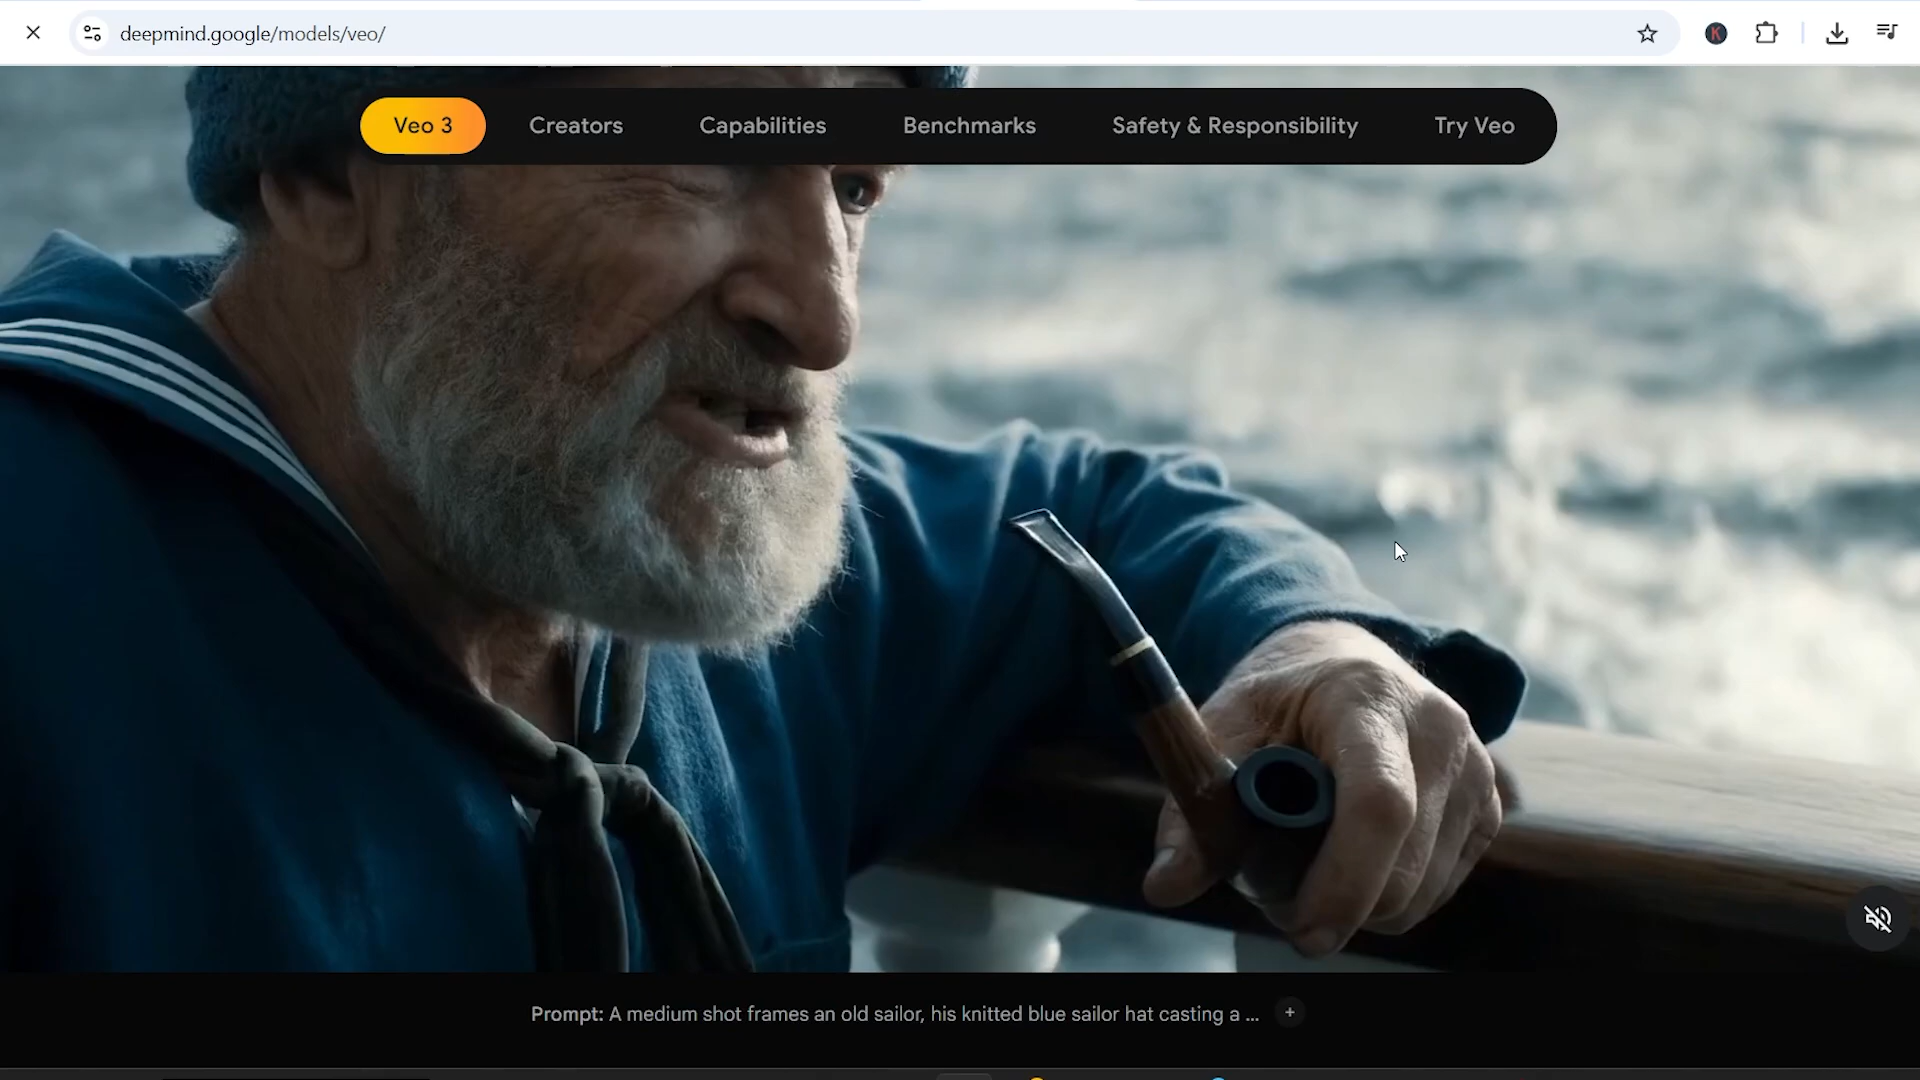 deepmind.google/models/veo/
K
Veo 3 Creators Capabilities Benchmarks Safety & Responsibility Try Veo
Prompt: A medium shot frames an old sailor, his knitted blue sailor hat casting a ... +